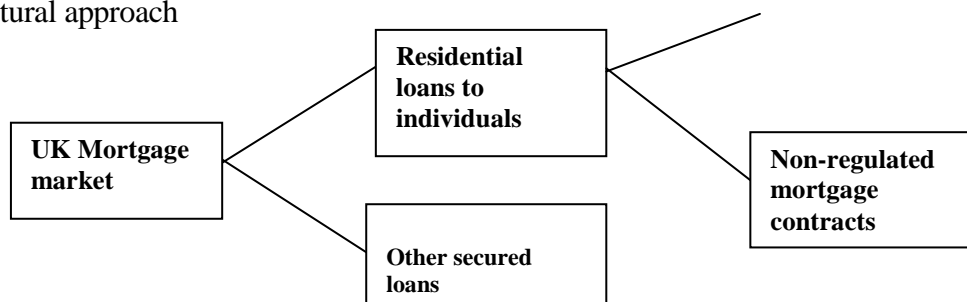 tural approach
Residential
loans to
individuals
UK Mortgage
market
Non-regulated
mortgage
contracts
Other secured
loans